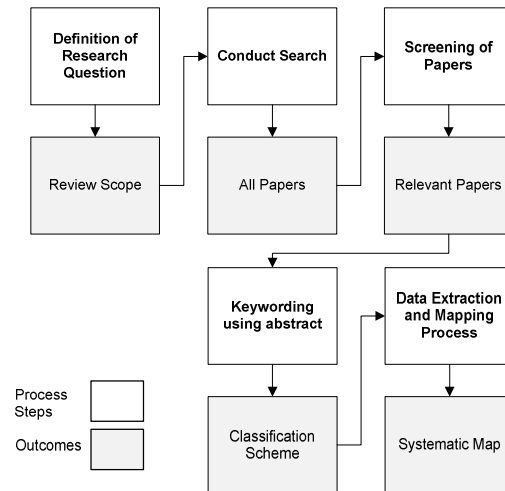 Definition of
Research
Question
Conduct Search
Screening of
Papers
Review Scope
All Papers
Relevant Papers
Keywording
using abstract
Data Extraction
and Mapping
Process
Process
Steps
Outcomes
Classification
Scheme
Systematic Map